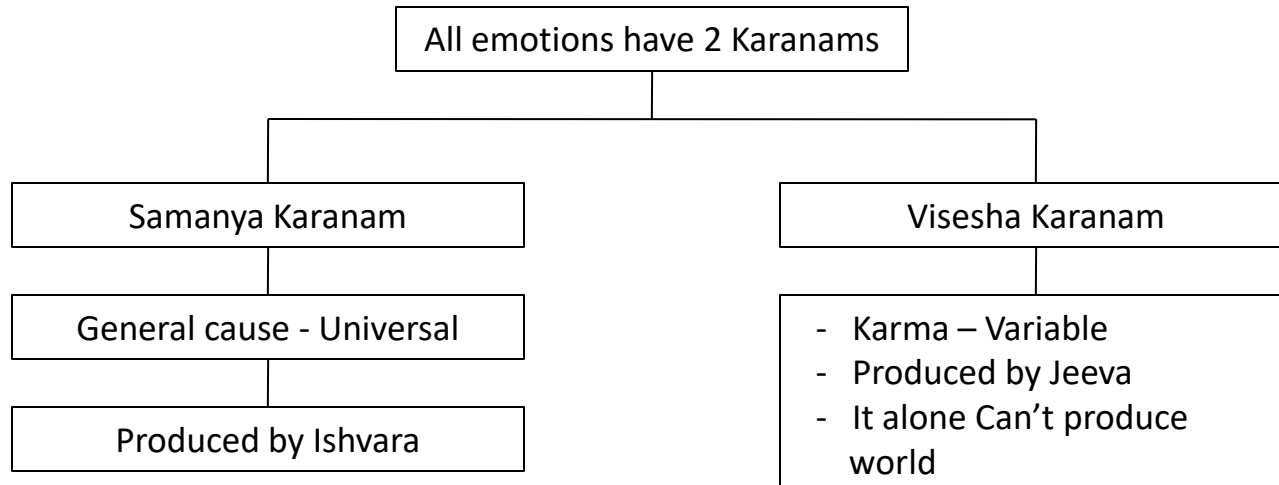 All emotions have 2 Karanams
Samanya Karanam
General cause - Universal
Produced by Ishvara
Visesha Karanam
- Karma – Variable
- Produced by Jeeva
- It alone Can’t produce
world